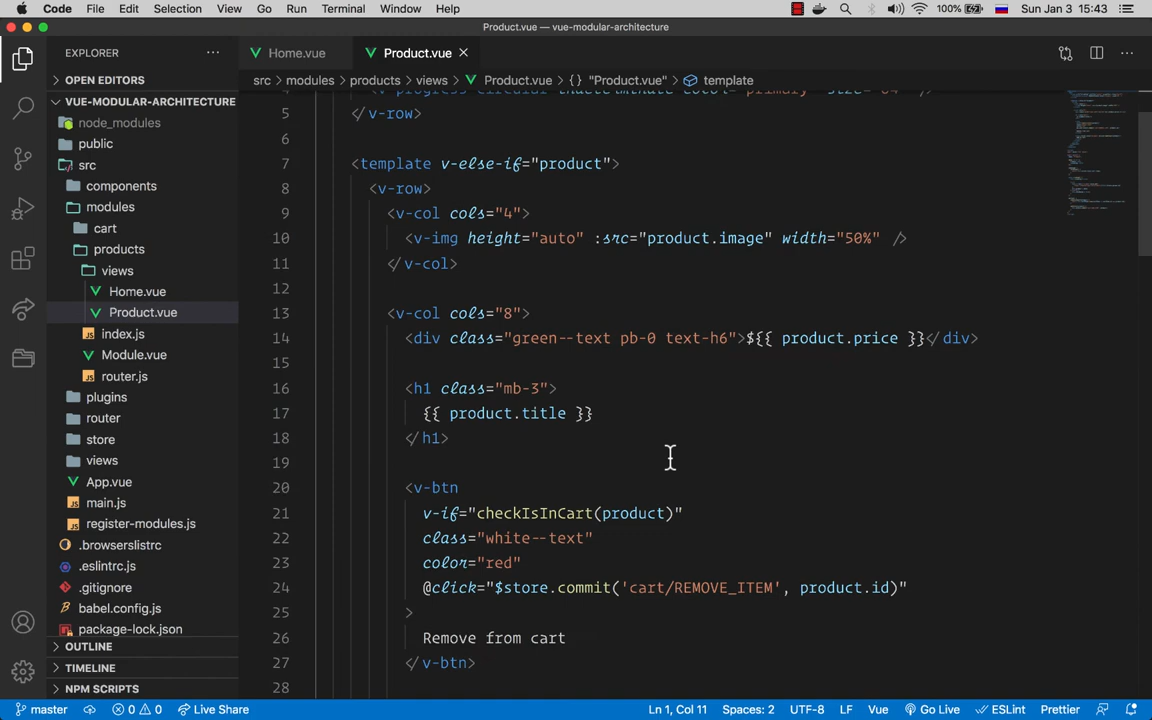 Code File Edit Selection View Go Run Terminal Window Help 100% Sun Jan 3 15:43
Product.vue — vue-modular-architecture
EXPLORER
Home.vue
Product.vue
src modules products views Product.vue {} "Product.vue" template
OPEN EDITORS
VUE-MODULAR-ARCHITECTURE
node_modules
public
src
components
modules
cart
products
views
Home.vue
Product.vue
index.js
Module.vue
router.js
plugins
router
store
views
App.vue
main.js
register-modules.js
.browserslistrc
.eslintrc.js
.gitignore
babel.config.js
package-lock.json
OUTLINE
TIMELINE
NPM SCRIPTS
5 </v-row>
6
7 <template v-else-if="product">
8 <v-row>
9 <v-col cols="4">
10 <v-img height="auto" :src="product.image" width="50%" />
11 </v-col>
12
13 <v-col cols="8">
14 <div class="green--text pb-0 text-h6">${{ product.price }}</div>
15
16 <h1 class="mb-3">
17 {{ product.title }}
18 </h1>
19
20 <v-btn
21 v-if="checkIsInCart(product)"
22 class="white--text"
23 color="red"
24 @click="$store.commit('cart/REMOVE_ITEM', product.id)"
25 >
26 Remove from cart
27 </v-btn>
28
master 0 0 Live Share Ln 1, Col 11 Spaces: 2 UTF-8 LF Vue Go Live ESLint Prettier